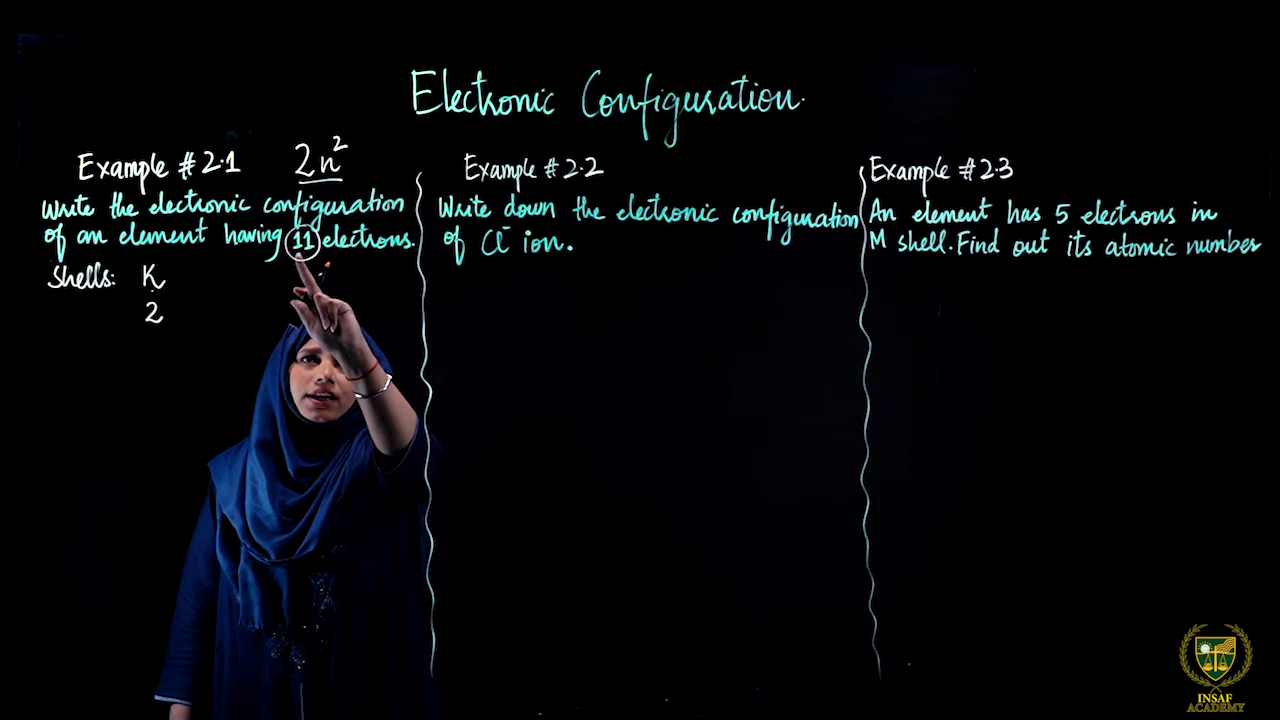 Electronic Configuration.
Example # 2.1 2n²
Write the electronic configuration
of an element having 11 electrons.
Shells: K
2
Example # 2.2
Write down the electronic configuration
of Cl⁻ ion.
Example # 2.3
An element has 5 electrons in
M shell. Find out its atomic number
INSAF
ACADEMY